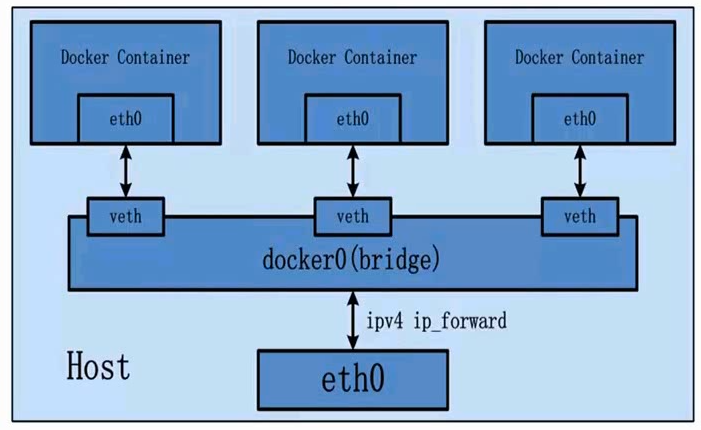 Docker Container
Docker Container
Docker Container
eth0
eth0
eth0
veth
veth
veth
docker0(bridge)
ipv4 ip_forward
Host
eth0